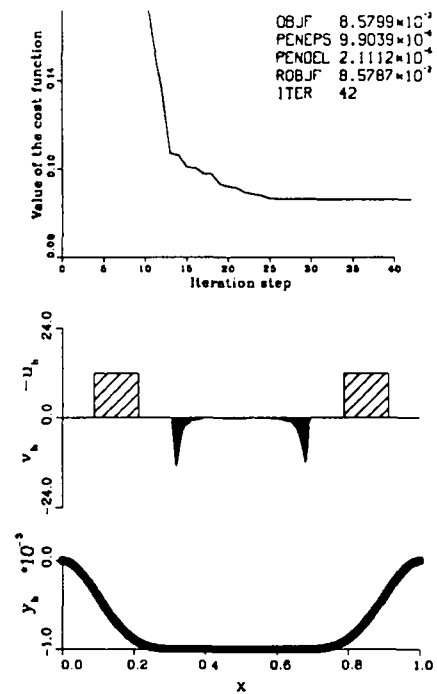 OBJF 8.5799×10⁻²
PENEPS 9.9039×10⁻⁶
PENDEL 2.1112×10⁻⁶
ROBJF 8.5787×10⁻²
ITER 42
Value of the cost function
0.14
0.10
0.06
0 5 10 15 20 25 30 35 40
Iteration step
24.0
0.0
-24.0
-u_h
v_h
y_h *10⁻³
0.0
-1.0
0.0 0.2 0.4 0.6 0.8 1.0
x